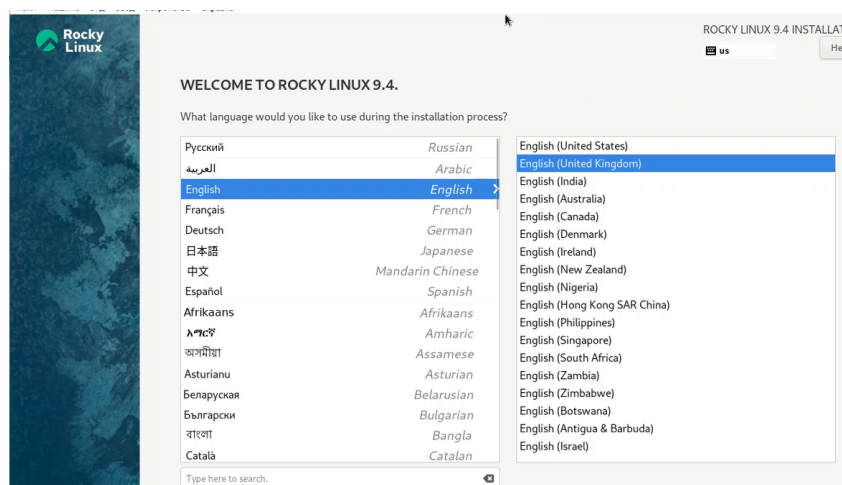 Rocky
Linux
ROCKY LINUX 9.4 INSTALLAT
us
He
WELCOME TO ROCKY LINUX 9.4.
What language would you like to use during the installation process?
Русский Russian
العربية Arabic
English English
Français French
Deutsch German
日本語 Japanese
中文 Mandarin Chinese
Español Spanish
Afrikaans Afrikaans
አማርኛ Amharic
অসমীয়া Assamese
Asturianu Asturian
Беларуская Belarusian
Български Bulgarian
বাংলা Bangla
Català Catalan
Type here to search.
English (United States)
English (United Kingdom)
English (India)
English (Australia)
English (Canada)
English (Denmark)
English (Ireland)
English (New Zealand)
English (Nigeria)
English (Hong Kong SAR China)
English (Philippines)
English (Singapore)
English (South Africa)
English (Zambia)
English (Zimbabwe)
English (Botswana)
English (Antigua & Barbuda)
English (Israel)